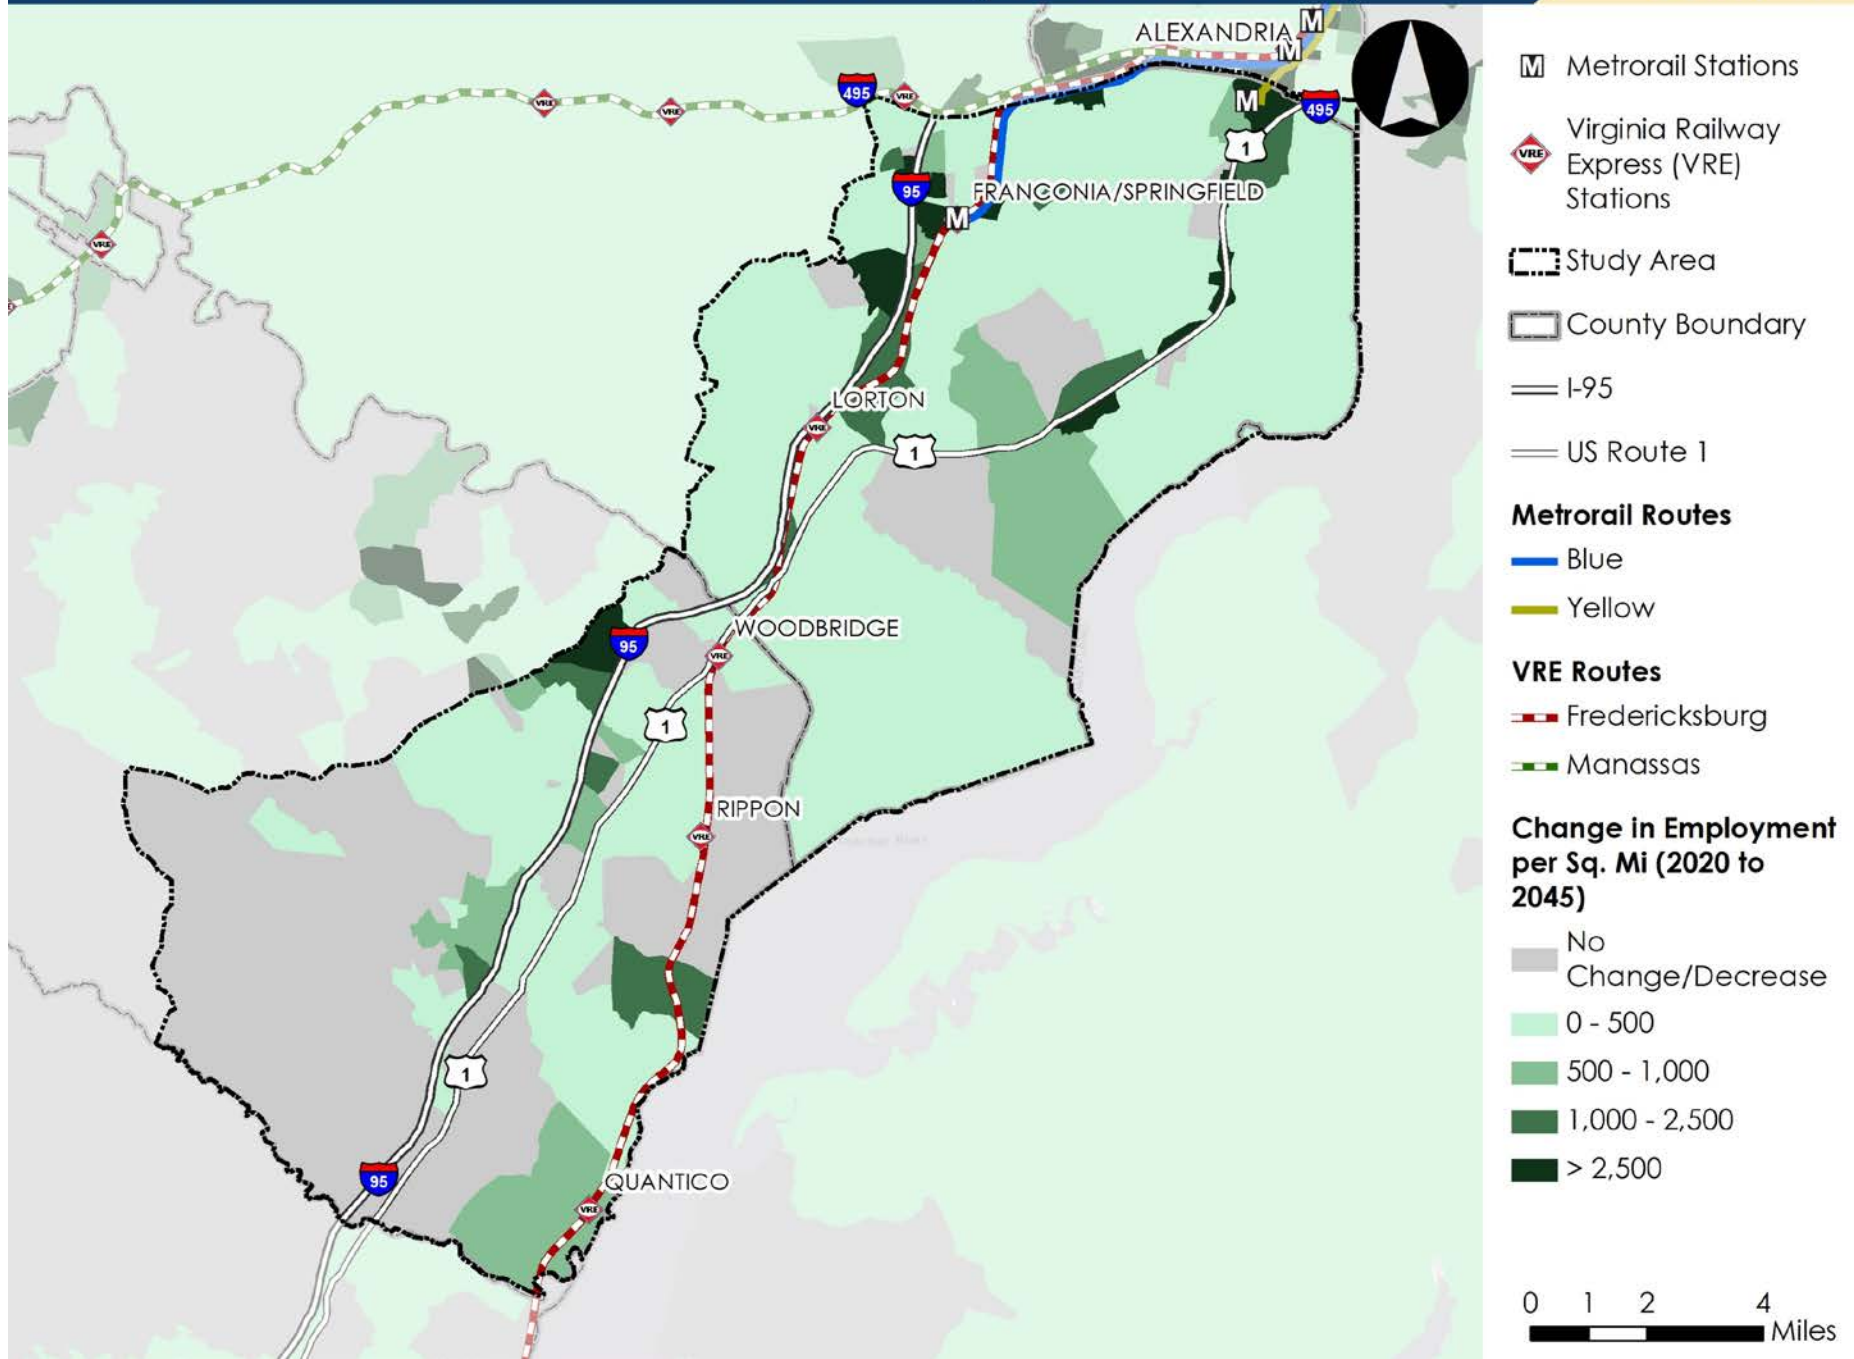 ALEXANDRIA
M
M
M
495
VRE
VRE
VRE
495
1
95
FRANCONIA/SPRINGFIELD
M
VRE
LORTON
VRE
1
WOODBRIDGE
95
VRE
1
RIPPON
VRE
1
95
QUANTICO
VRE
M Metrorail Stations
VRE Virginia Railway
Express (VRE)
Stations
Study Area
County Boundary
I-95
US Route 1
Metrorail Routes
Blue
Yellow
VRE Routes
Fredericksburg
Manassas
Change in Employment
per Sq. Mi (2020 to
2045)
No
Change/Decrease
0 - 500
500 - 1,000
1,000 - 2,500
> 2,500
0 1 2 4
Miles